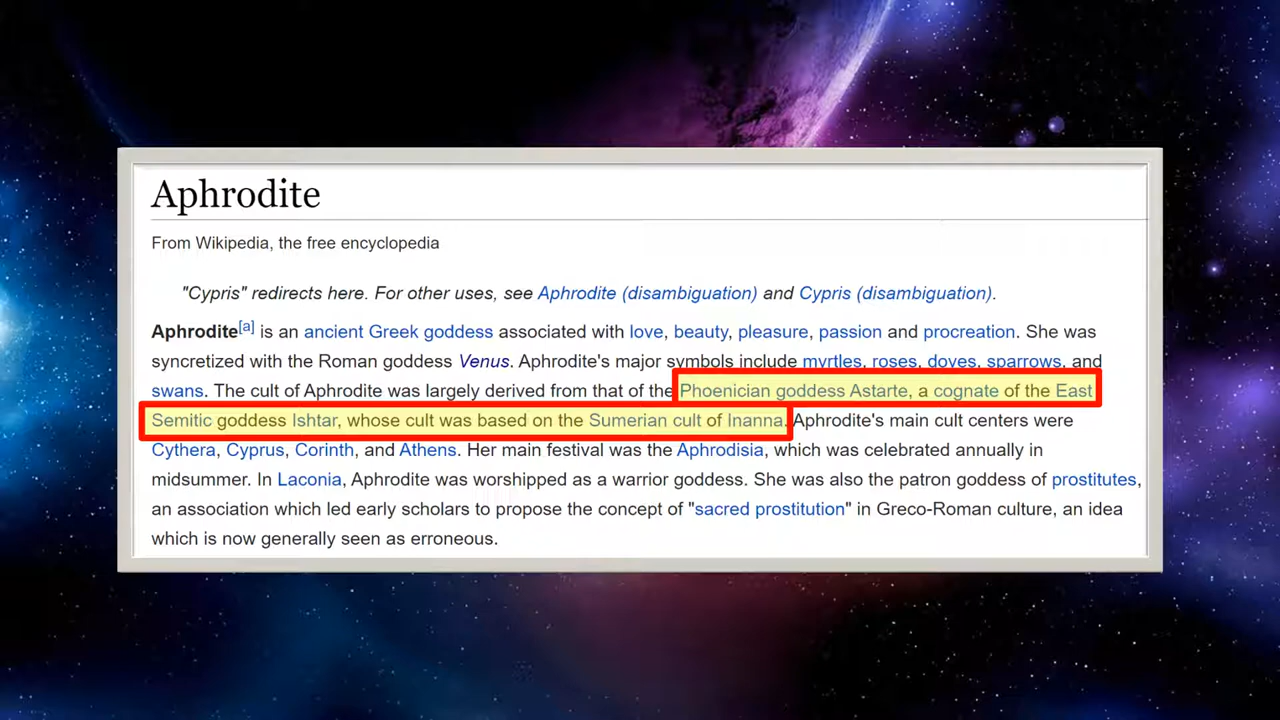 Aphrodite
From Wikipedia, the free encyclopedia
"Cypris" redirects here. For other uses, see Aphrodite (disambiguation) and Cypris (disambiguation).
Aphrodite[a] is an ancient Greek goddess associated with love, beauty, pleasure, passion and procreation. She was
syncretized with the Roman goddess Venus. Aphrodite's major symbols include myrtles, roses, doves, sparrows, and
swans. The cult of Aphrodite was largely derived from that of the Phoenician goddess Astarte, a cognate of the East
Semitic goddess Ishtar, whose cult was based on the Sumerian cult of Inanna. Aphrodite's main cult centers were
Cythera, Cyprus, Corinth, and Athens. Her main festival was the Aphrodisia, which was celebrated annually in
midsummer. In Laconia, Aphrodite was worshipped as a warrior goddess. She was also the patron goddess of prostitutes,
an association which led early scholars to propose the concept of "sacred prostitution" in Greco-Roman culture, an idea
which is now generally seen as erroneous.